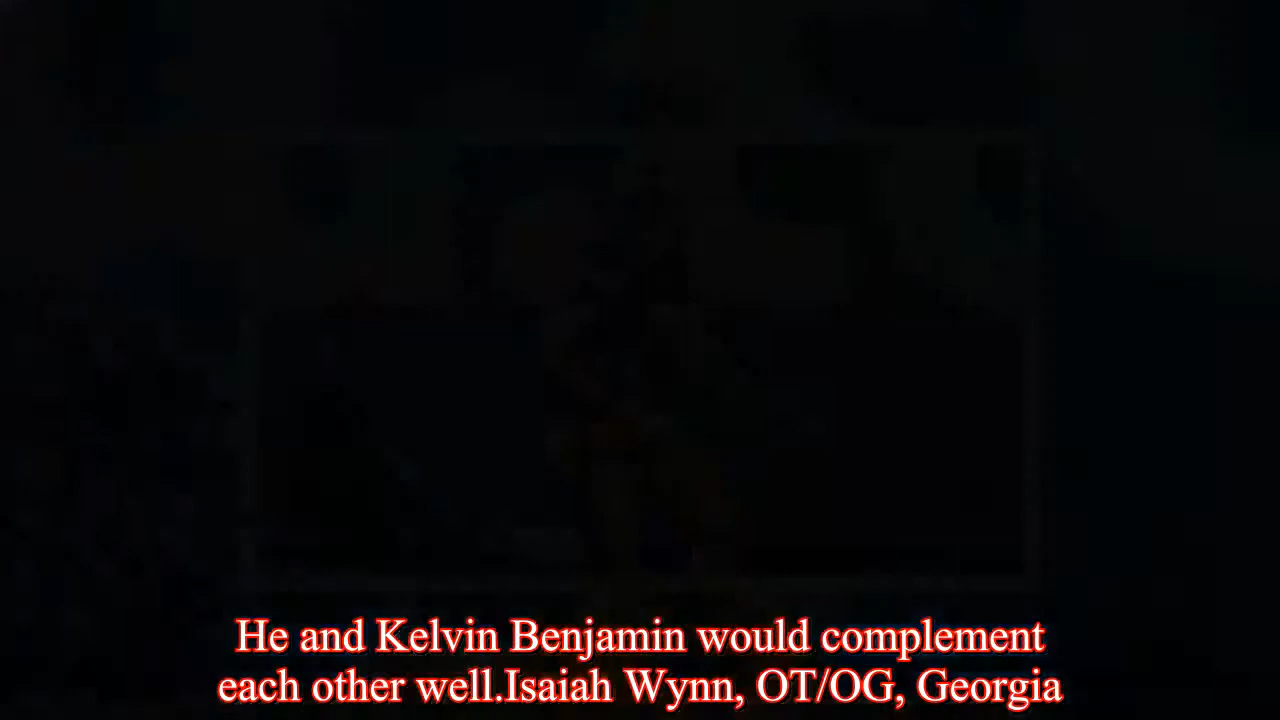 He and Kelvin Benjamin would complement
each other well.Isaiah Wynn, OT/OG, Georgia